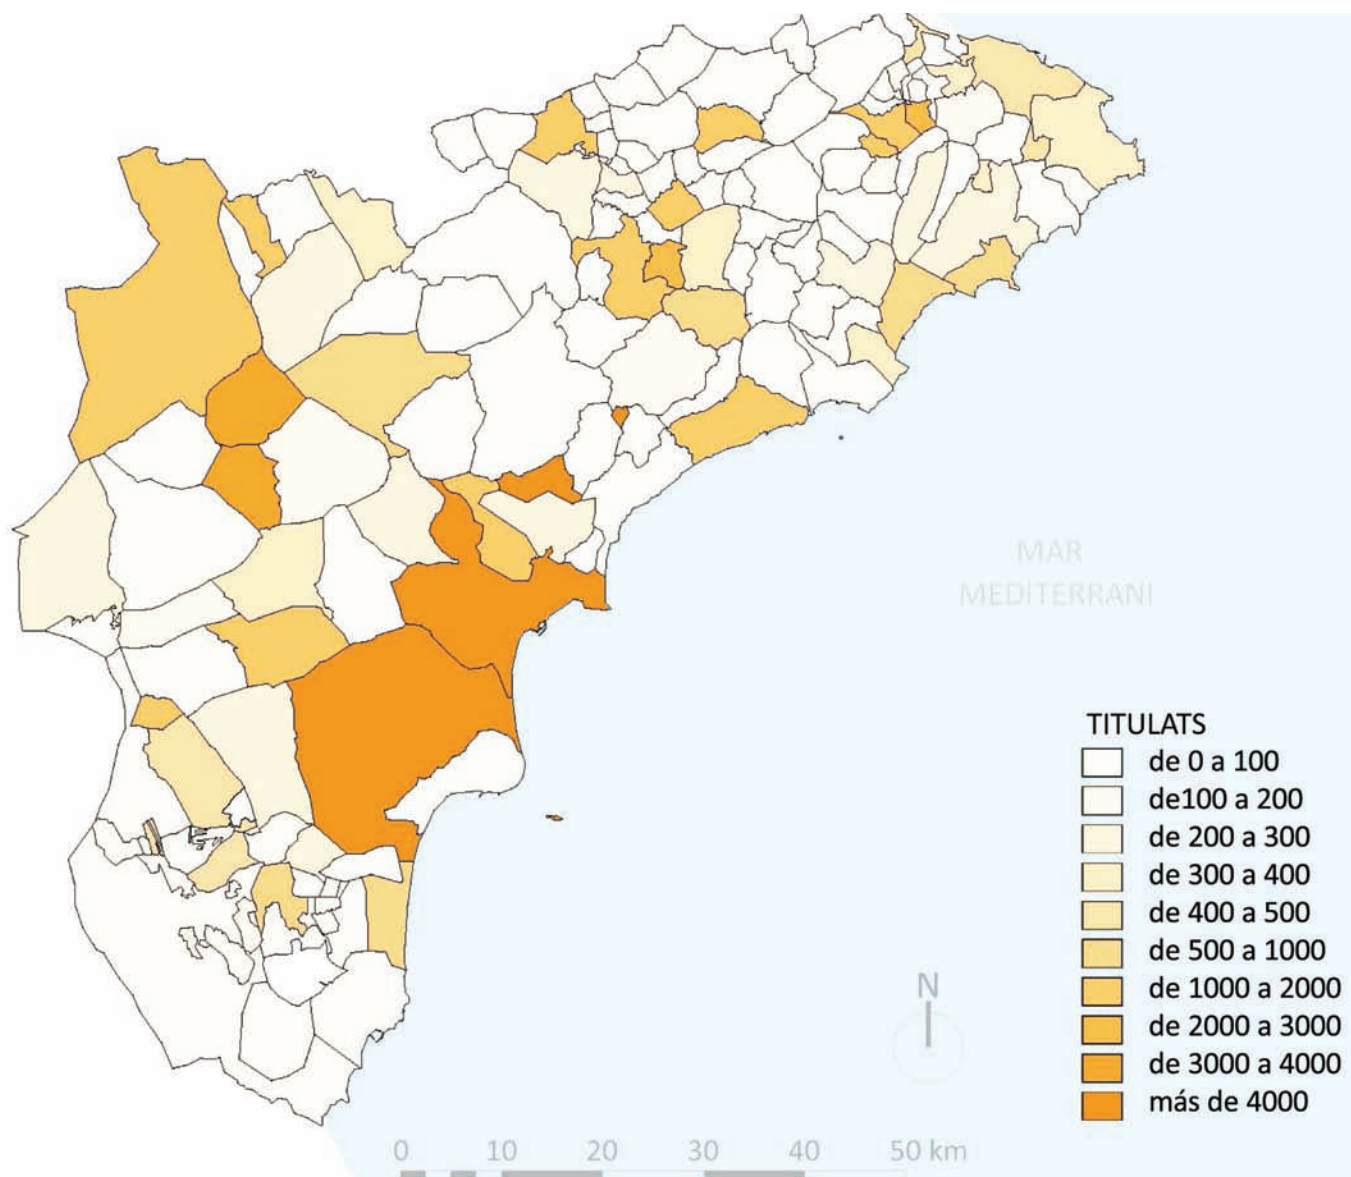 MAR
MEDITERRANI
TITULATS
de 0 a 100
de100 a 200
de 200 a 300
de 300 a 400
de 400 a 500
de 500 a 1000
de 1000 a 2000
de 2000 a 3000
de 3000 a 4000
más de 4000
N
0 10 20 30 40 50 km